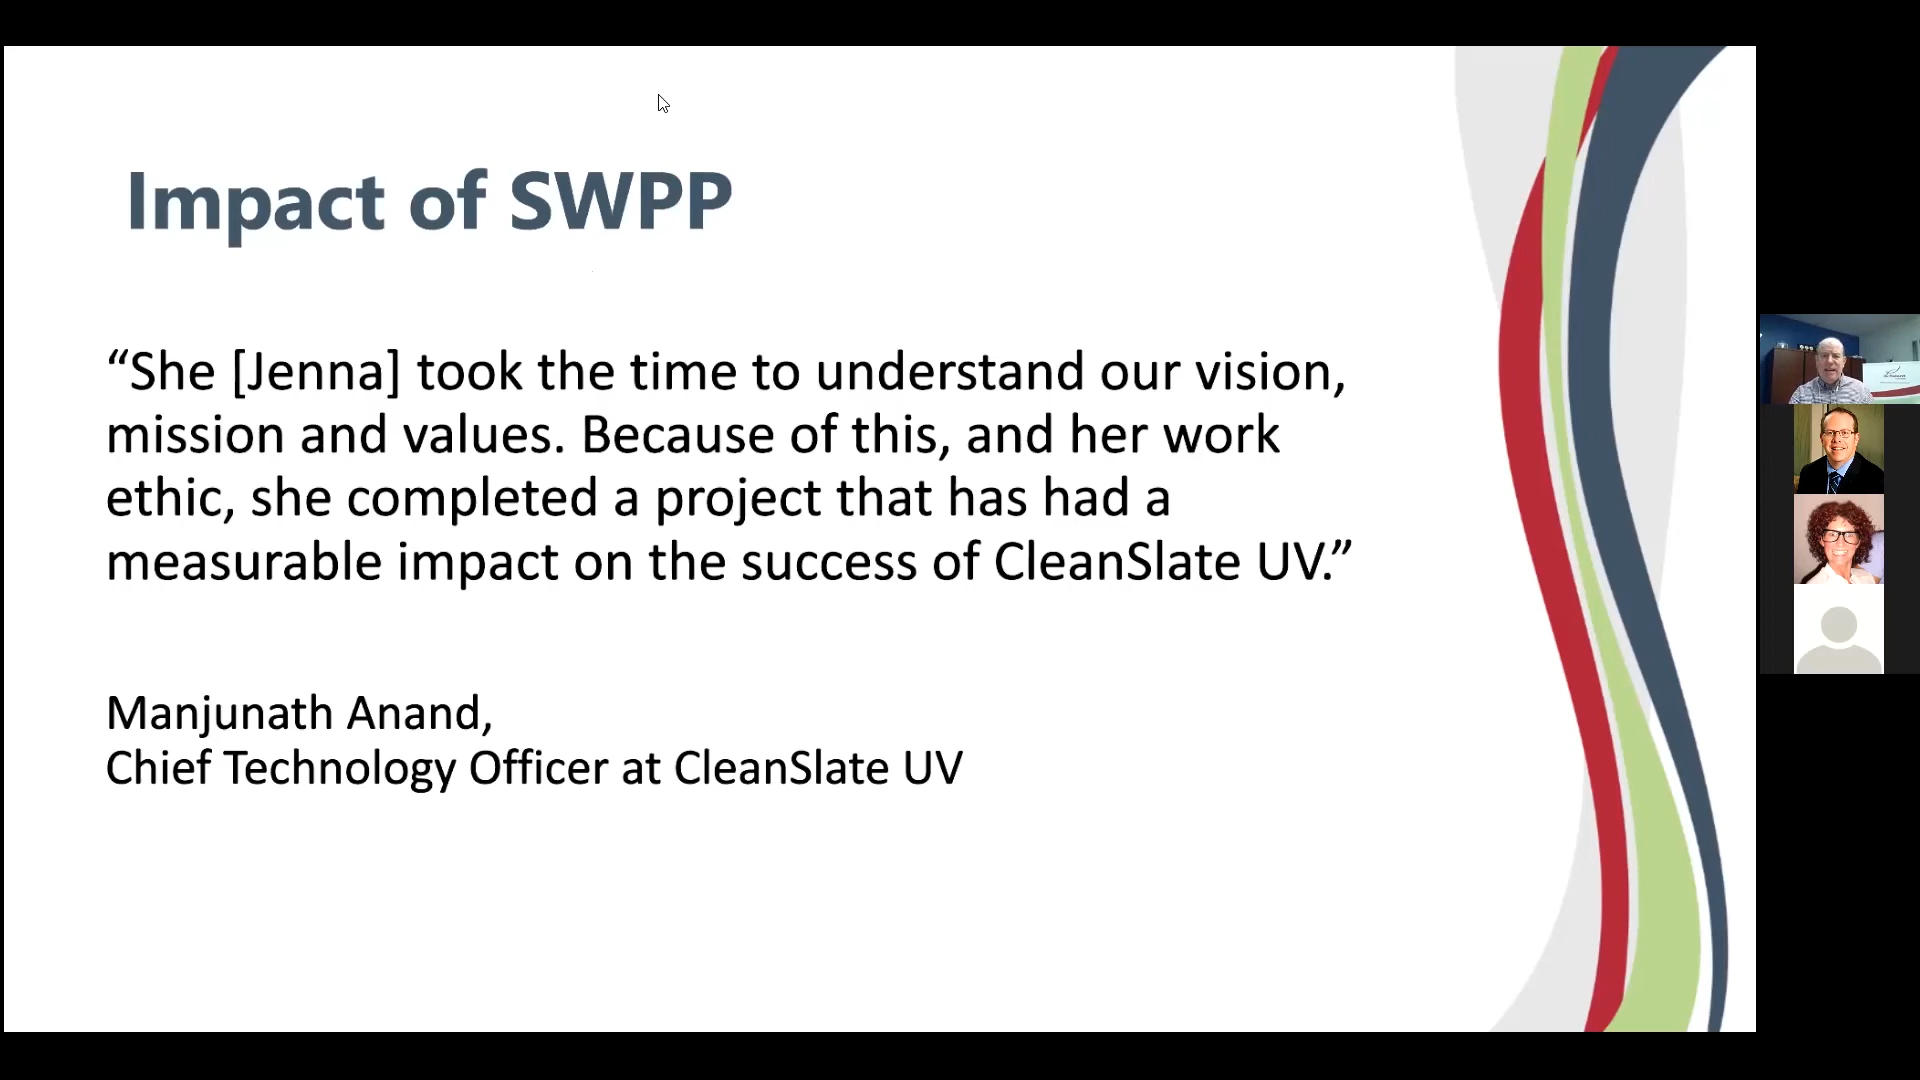 Impact of SWPP
“She [Jenna] took the time to understand our vision,
mission and values. Because of this, and her work
ethic, she completed a project that has had a
measurable impact on the success of CleanSlate UV.”
Manjunath Anand,
Chief Technology Officer at CleanSlate UV